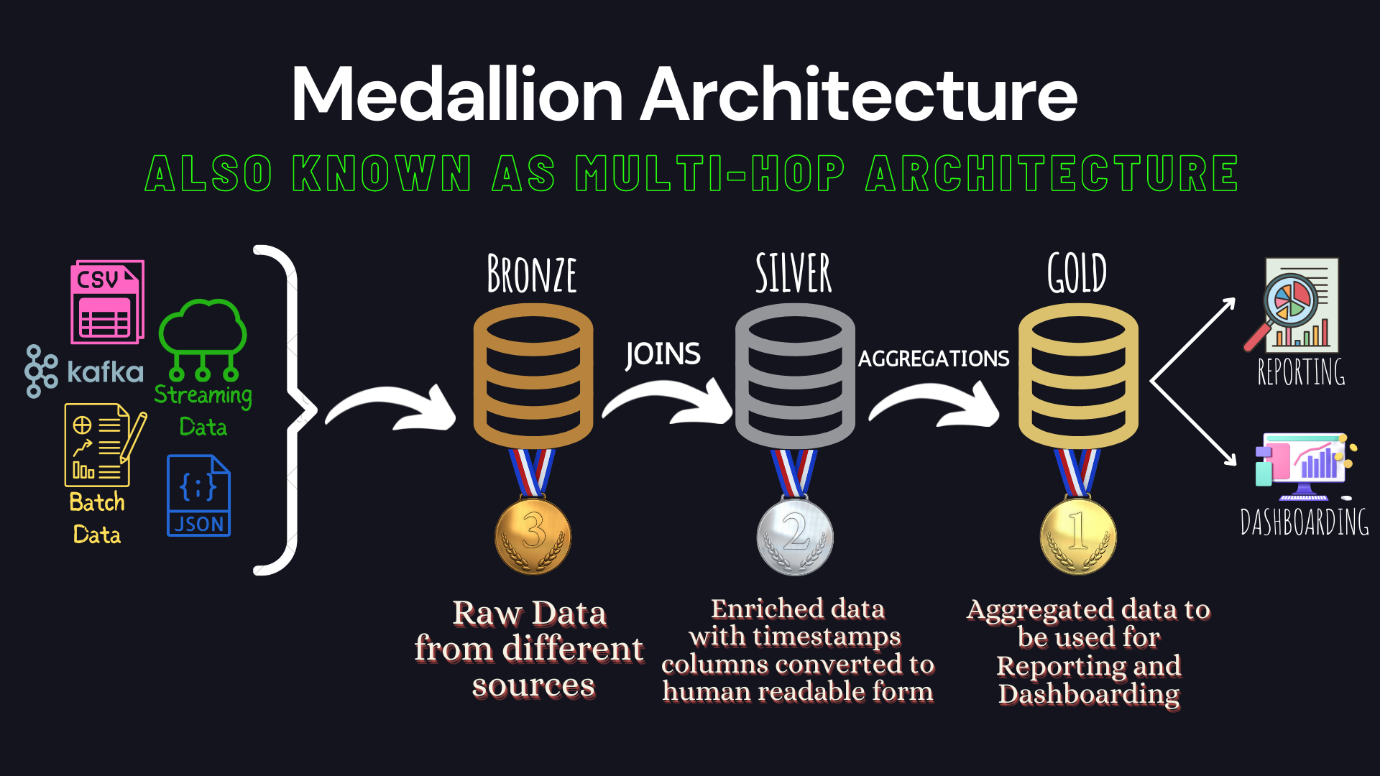 Medallion Architecture
ALSO KNOWN AS MULTI-HOP ARCHITECTURE
CSV
kafka
Streaming
Data
Batch
Data
{;}
JSON
BRONZE
JOINS
SILVER
AGGREGATIONS
GOLD
3
2
1
REPORTING
DASHBOARDING
Raw Data
from different
sources
Enriched data
with timestamps
columns converted to
human readable form
Aggregated data to
be used for
Reporting and
Dashboarding